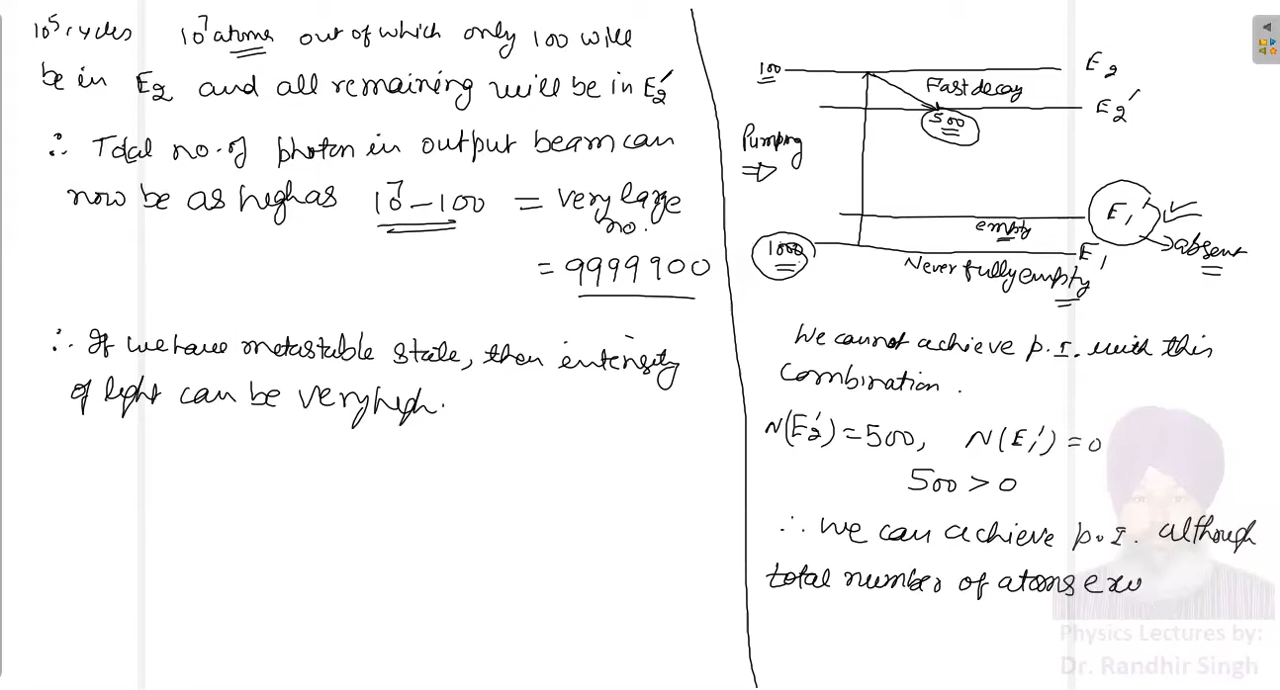 10⁵ cycles 10⁷ atoms out of which only 100 will
be in E₂ and all remaining will be in E₂′
∴ Total no. of photon in output beam can
now be as high as 10⁷ – 100 = very large
no.
= 9999900
∴ If we have metastable state, then intensity
of light can be very high.
100 E₂
Fast decay
E₂′
500
Pumping
⇒
empty E₁′
absent
1000 E₁
Never fully empty
We cannot achieve p.I. with this
combination.
N(E₂′) = 500, N(E₁′) = 0
500 > 0
∴ We can achieve p.I. although
total number of atoms exc
Physics Lectures by:
Dr. Randhir Singh